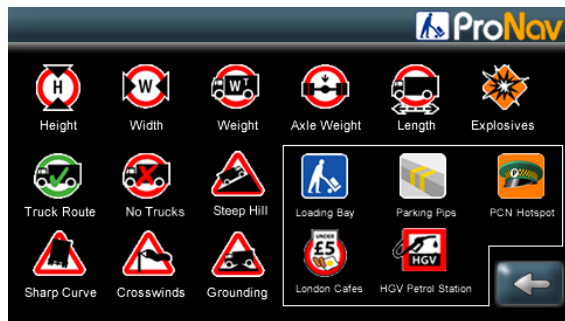 ProNav
H
W
WT
Height
Width
Weight
Axle Weight
Length
Explosives
P
UNDER
£5
HGV
Truck Route
No Trucks
Steep Hill
Loading Bay
Parking Pips
PCN Hotspot
Sharp Curve
Crosswinds
Grounding
London Cafes
HGV Petrol Station